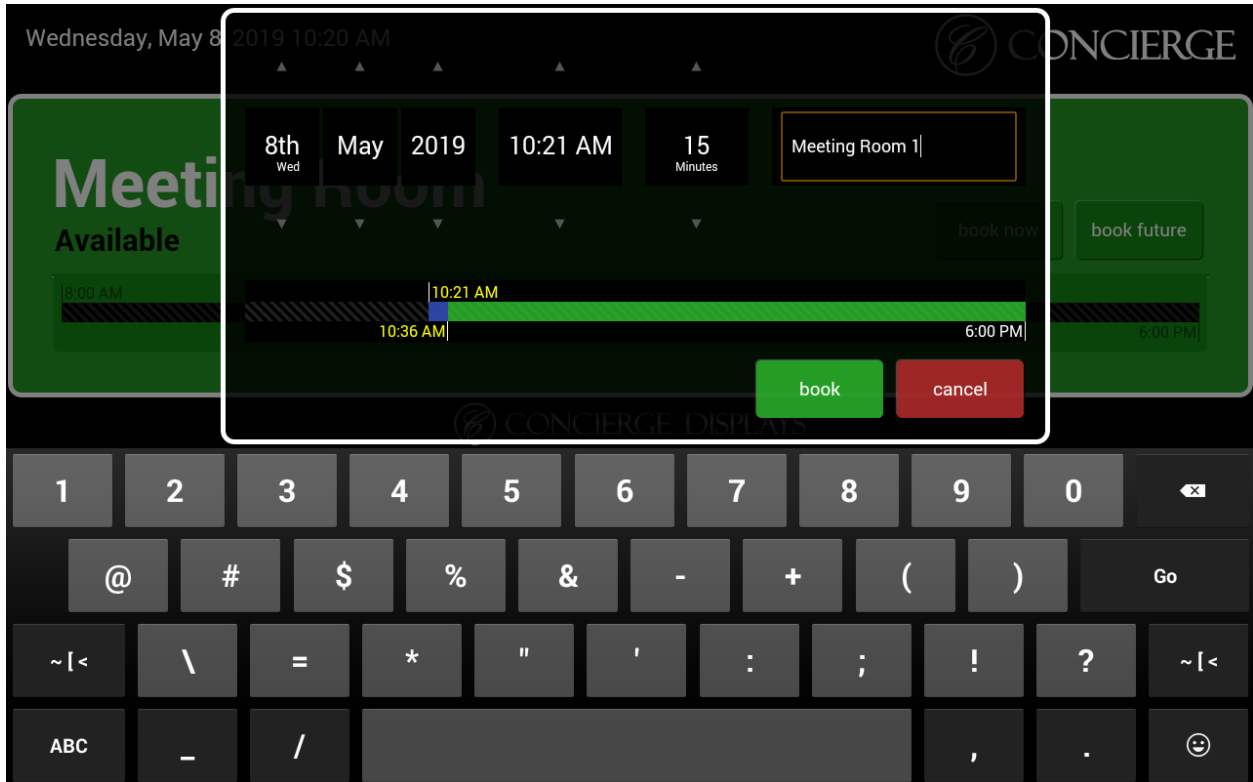 Wednesday, May 8, 2019 10:20 AM
CONCIERGE
8th
Wed
May
2019
10:21 AM
15
Minutes
Meeting Room 1
Meeting Room
Available
book now
book future
8:00 AM
10:21 AM
10:36 AM
6:00 PM
6:00 PM
book
cancel
CONCIERGE DISPLAYS
1 2 3 4 5 6 7 8 9 0
@ # $ % & - + ( ) Go
~ [ < \ = * " ' : ; ! ? ~ [ <
ABC _ / , .